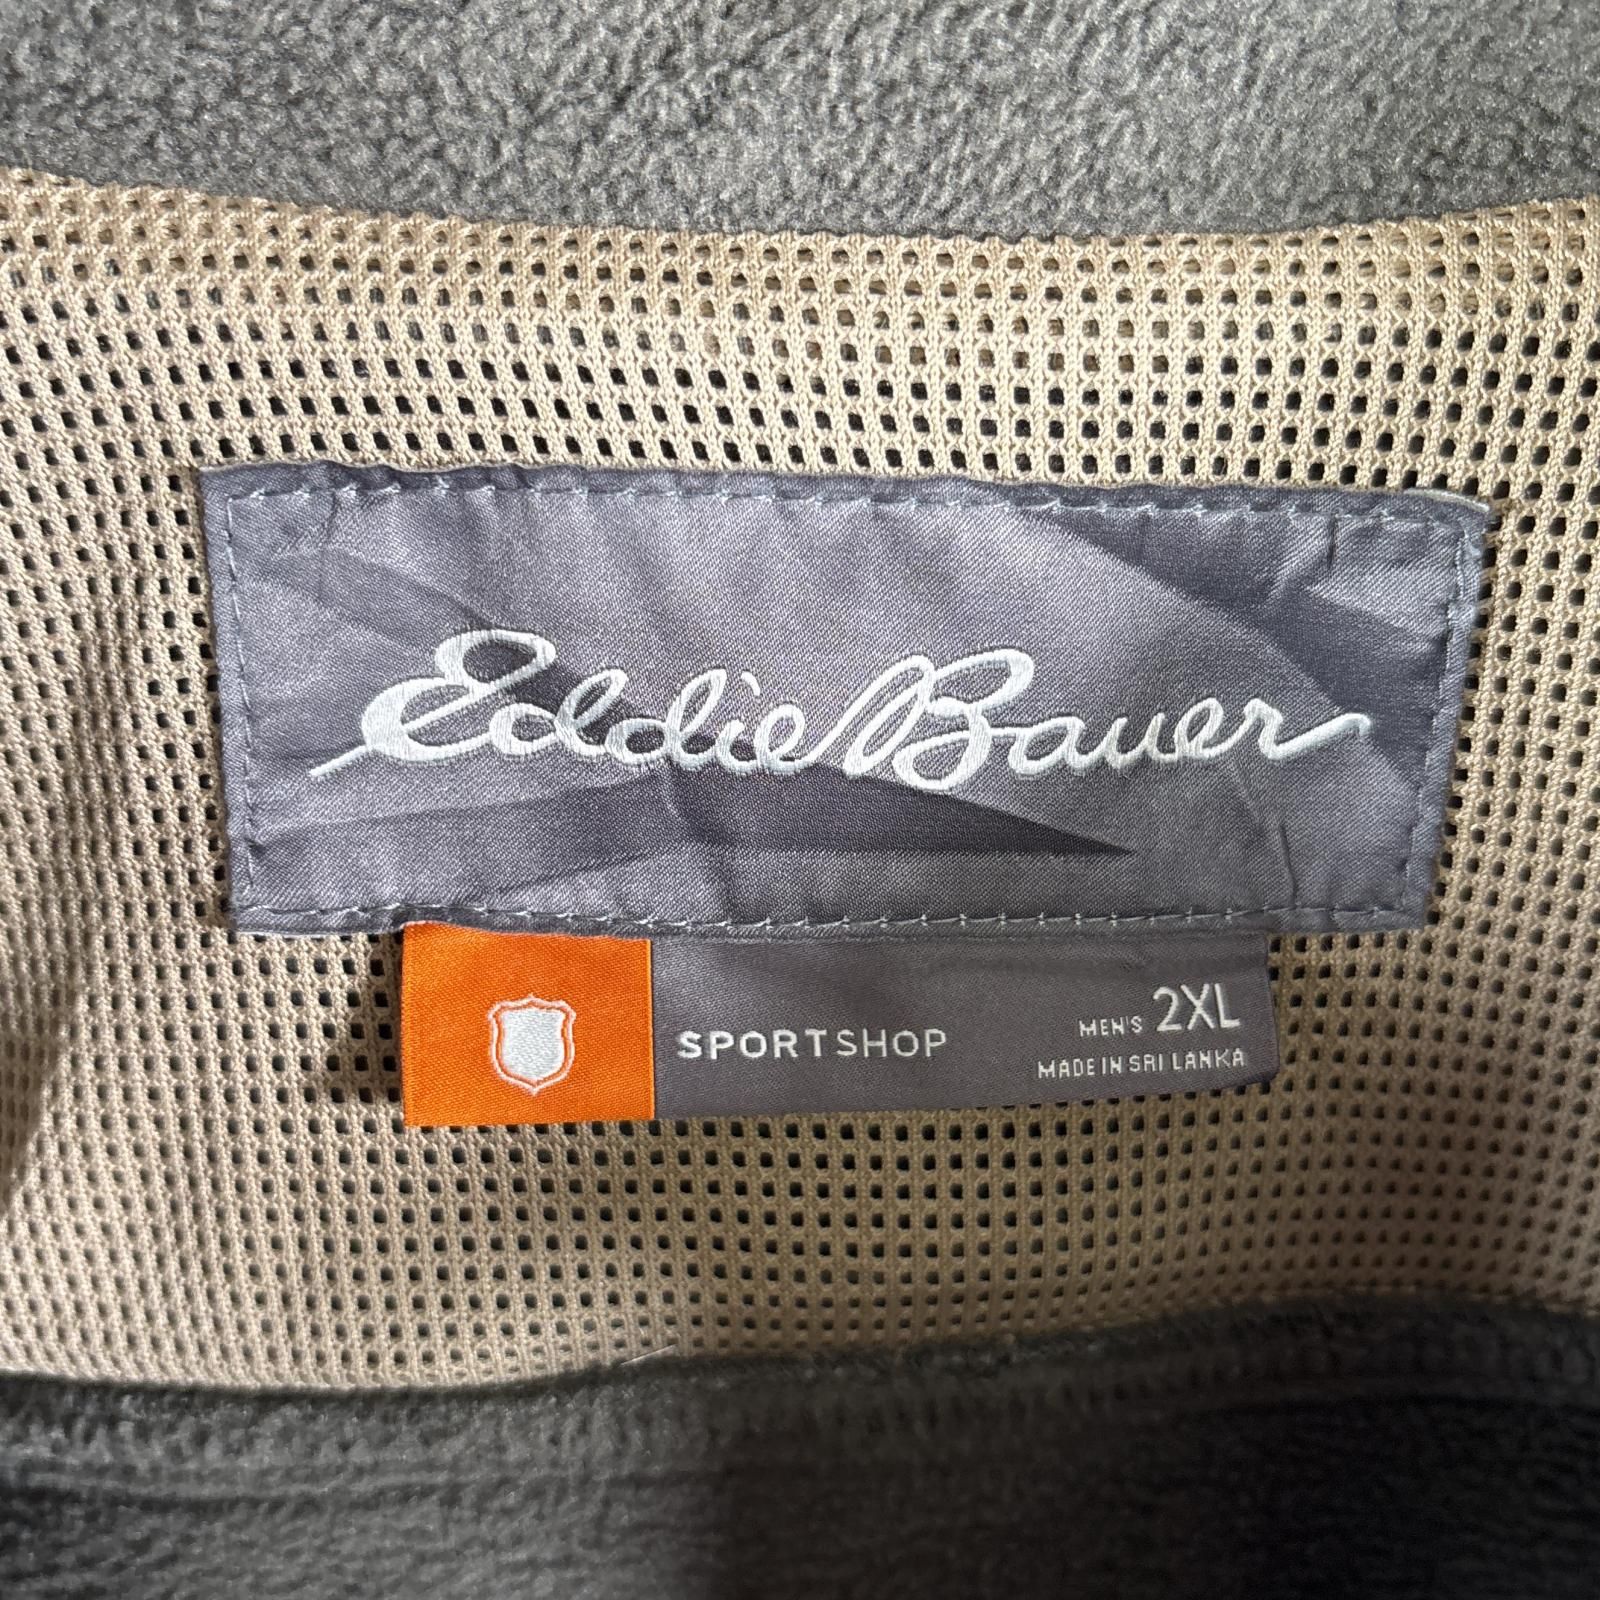 Eddie Bauer
SPORTSHOP
MEN'S 2XL
MADE IN SRI LANKA